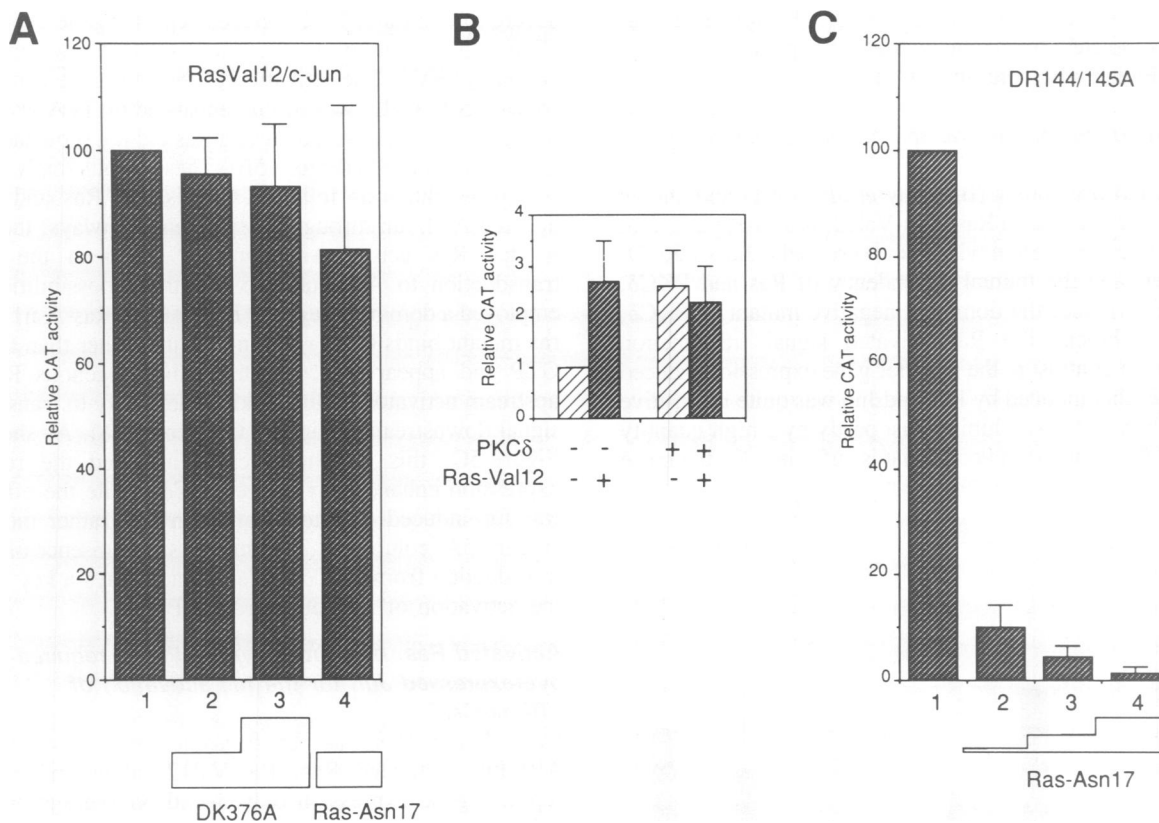 A
120
100
80
60
40
20
0
Relative CAT activity
RasVal12/c-Jun
1 2 3 4
DK376A Ras-Asn17
B
4
3
2
1
0
Relative CAT activity
PKCδ - - + +
Ras-Val12 - + - +
C
120
100
80
60
40
20
0
Relative CAT activity
DR144/145A
1 2 3 4
Ras-Asn17